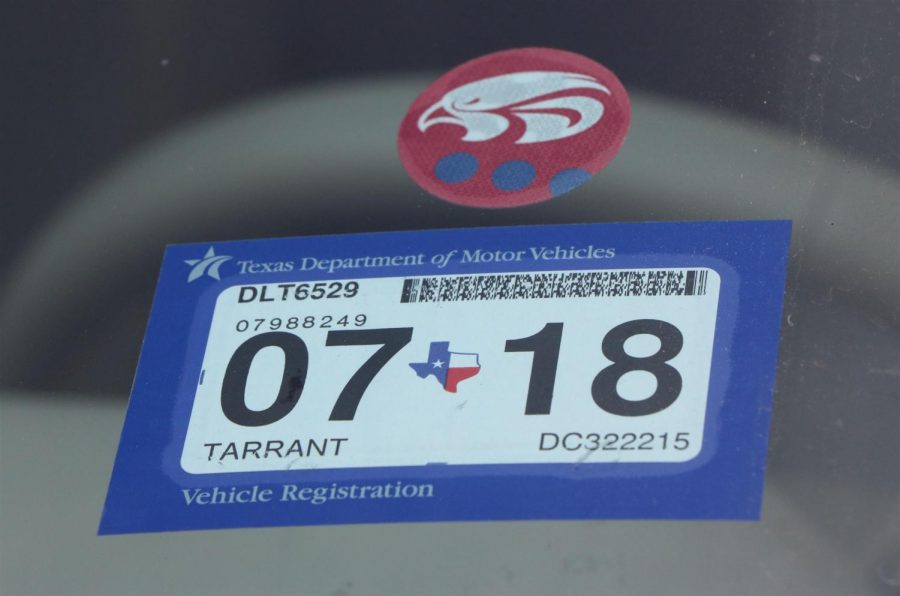 Texas Department of Motor Vehicles
DLT6529
07988249
07 18
TARRANT DC322215
Vehicle Registration